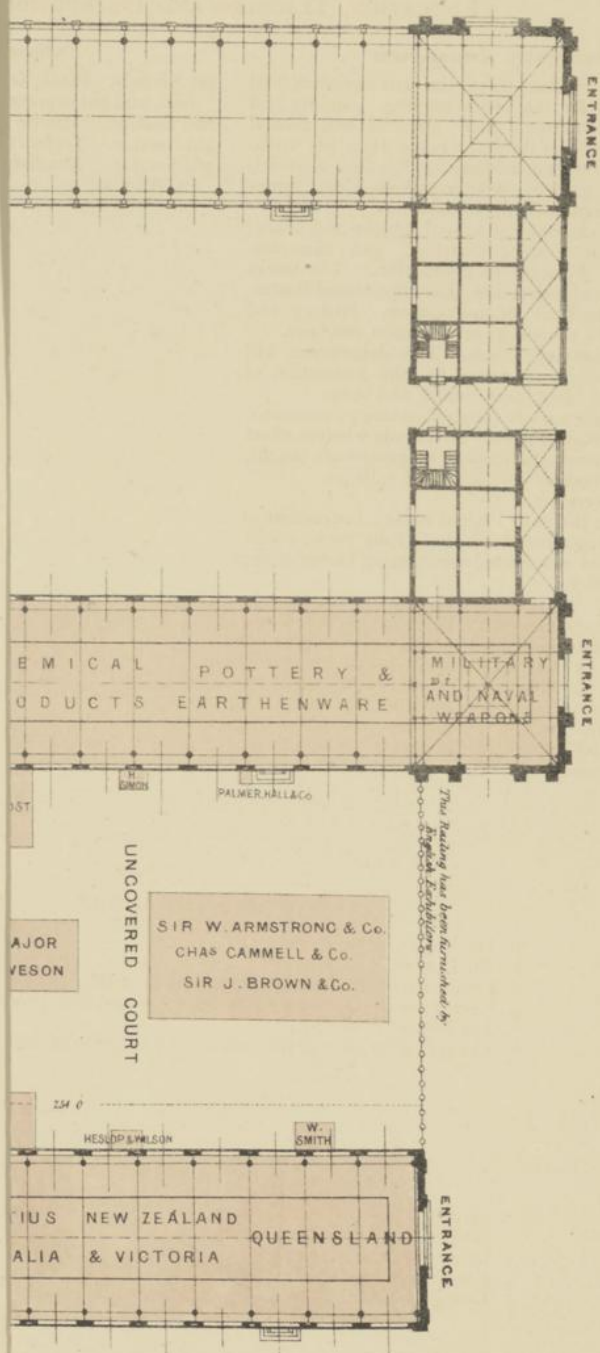 ENTRANCE
EMICAL POTTERY & MILITARY
ODUCTS EARTHENWARE AND NAVAL
WEAPONS
ENTRANCE
H
SIMON
PALMER, HALL & Co
OST
This Railing has been furnished by
English Exhibitors
UNCOVERED COURT
SIR W. ARMSTRONG & Co.
CHAS CAMMELL & Co.
SIR J. BROWN & Co.
AJOR
VESON
254 0
HESLOP & WILSON
W.
SMITH
TIUS NEW ZEALAND
ALIA & VICTORIA
QUEENSLAND
ENTRANCE